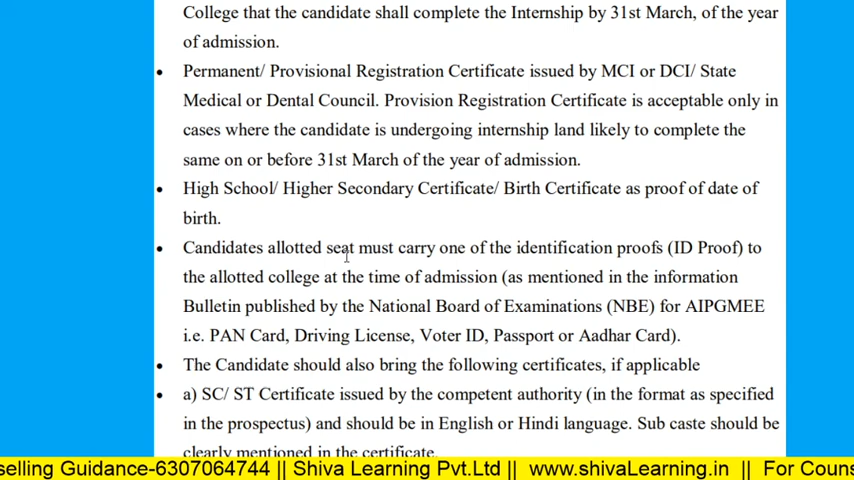 College that the candidate shall complete the Internship by 31st March, of the year
of admission.
• Permanent/ Provisional Registration Certificate issued by MCI or DCI/ State
Medical or Dental Council. Provision Registration Certificate is acceptable only in
cases where the candidate is undergoing internship land likely to complete the
same on or before 31st March of the year of admission.
• High School/ Higher Secondary Certificate/ Birth Certificate as proof of date of
birth.
• Candidates allotted seat must carry one of the identification proofs (ID Proof) to
the allotted college at the time of admission (as mentioned in the information
Bulletin published by the National Board of Examinations (NBE) for AIPGMEE
i.e. PAN Card, Driving License, Voter ID, Passport or Aadhar Card).
• The Candidate should also bring the following certificates, if applicable
• a) SC/ ST Certificate issued by the competent authority (in the format as specified
in the prospectus) and should be in English or Hindi language. Sub caste should be
clearly mentioned in the certificate.
selling Guidance-6307064744 || Shiva Learning Pvt.Ltd || www.shivaLearning.in || For Couns